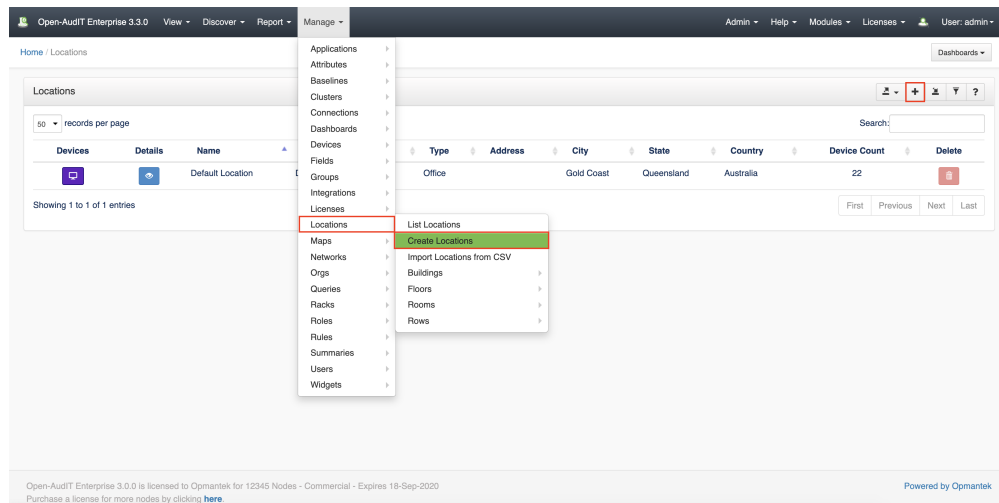 Open-AudIT Enterprise 3.3.0 View Discover Report Manage Admin Help Modules Licenses User: admin
Home / Locations
Dashboards
Locations
?
50 records per page
Search:
Devices Details Name Type Address City State Country Device Count Delete
Default Location D Office Gold Coast Queensland Australia 22
Showing 1 to 1 of 1 entries
First Previous Next Last
Applications
Attributes
Baselines
Clusters
Connections
Dashboards
Devices
Fields
Groups
Integrations
Licenses
Locations
Maps
Networks
Orgs
Queries
Racks
Roles
Rules
Summaries
Users
Widgets
List Locations
Create Locations
Import Locations from CSV
Buildings
Floors
Rooms
Rows
Open-AudIT Enterprise 3.0.0 is licensed to Opmantek for 12345 Nodes - Commercial - Expires 18-Sep-2020
Purchase a license for more nodes by clicking here.
Powered by Opmantek